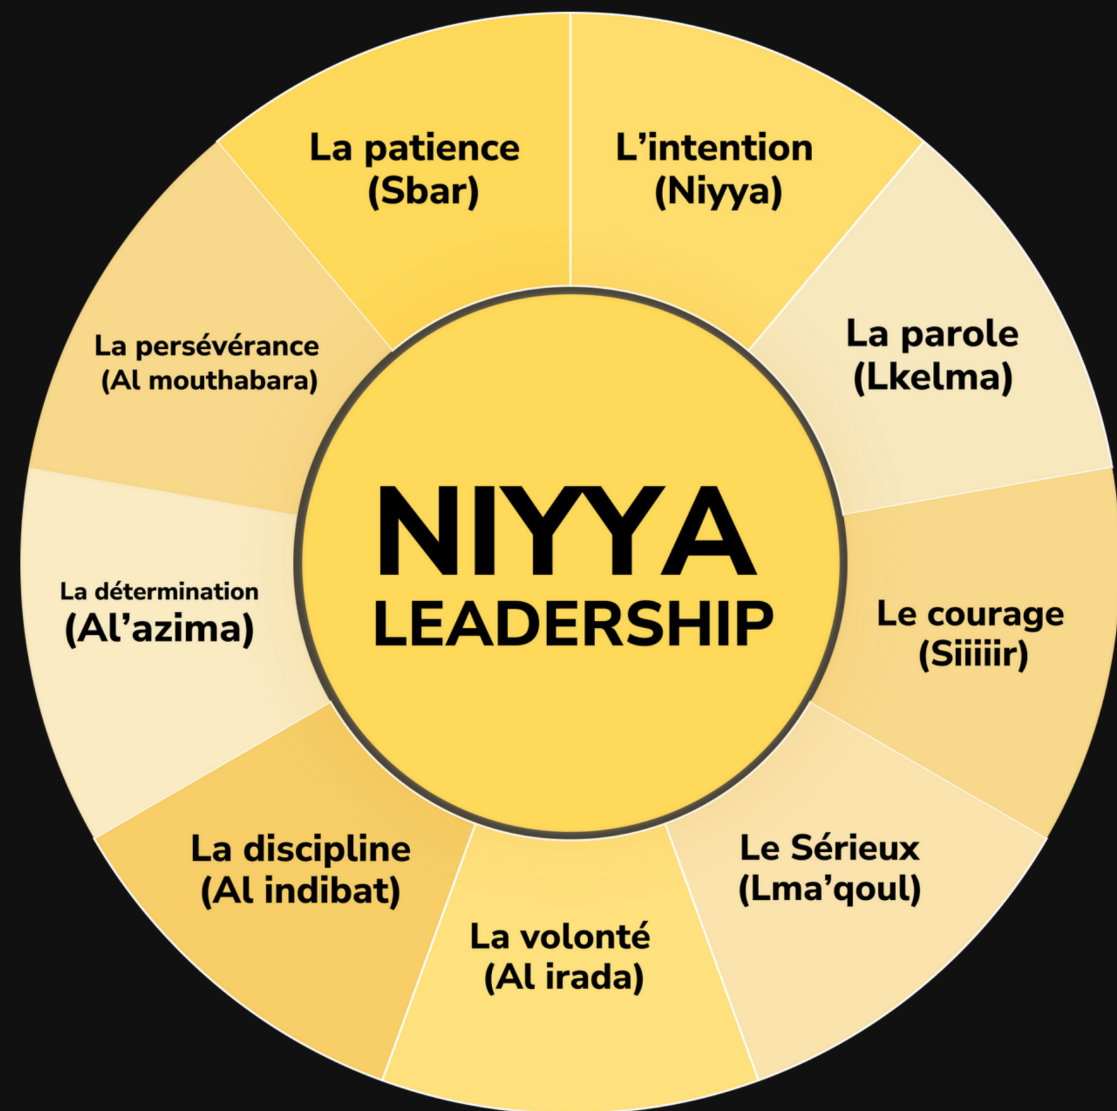 La patience
(Sbar)
L’intention
(Niyya)
La parole
(Lkelma)
Le courage
(Siiiiir)
Le Sérieux
(Lma’qoul)
La volonté
(Al irada)
La discipline
(Al indibat)
La détermination
(Al’azima)
La persévérance
(Al mouthabara)
NIYYA
LEADERSHIP